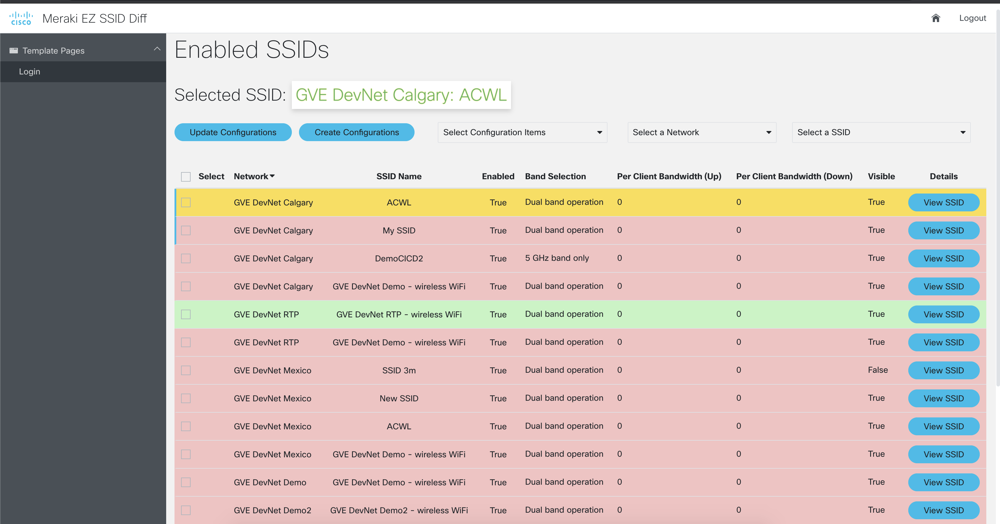 cisco Meraki EZ SSID Diff Logout
Template Pages
Login
Enabled SSIDs
Selected SSID: GVE DevNet Calgary: ACWL
Update Configurations Create Configurations Select Configuration Items Select a Network Select a SSID
Select Network SSID Name Enabled Band Selection Per Client Bandwidth (Up) Per Client Bandwidth (Down) Visible Details
GVE DevNet Calgary ACWL True Dual band operation 0 0 True View SSID
GVE DevNet Calgary My SSID True Dual band operation 0 0 True View SSID
GVE DevNet Calgary DemoCICD2 True 5 GHz band only 0 0 True View SSID
GVE DevNet Calgary GVE DevNet Demo - wireless WiFi True Dual band operation 0 0 True View SSID
GVE DevNet RTP GVE DevNet RTP - wireless WiFi True Dual band operation 0 0 True View SSID
GVE DevNet RTP GVE DevNet Demo - wireless WiFi True Dual band operation 0 0 True View SSID
GVE DevNet Mexico SSID 3m True Dual band operation 0 0 False View SSID
GVE DevNet Mexico New SSID True Dual band operation 0 0 True View SSID
GVE DevNet Mexico ACWL True Dual band operation 0 0 True View SSID
GVE DevNet Mexico GVE DevNet Demo - wireless WiFi True Dual band operation 0 0 True View SSID
GVE DevNet Demo GVE DevNet Demo - wireless WiFi True Dual band operation 0 0 True View SSID
GVE DevNet Demo2 GVE DevNet Demo2 - wireless WiFi True Dual band operation 0 0 True View SSID